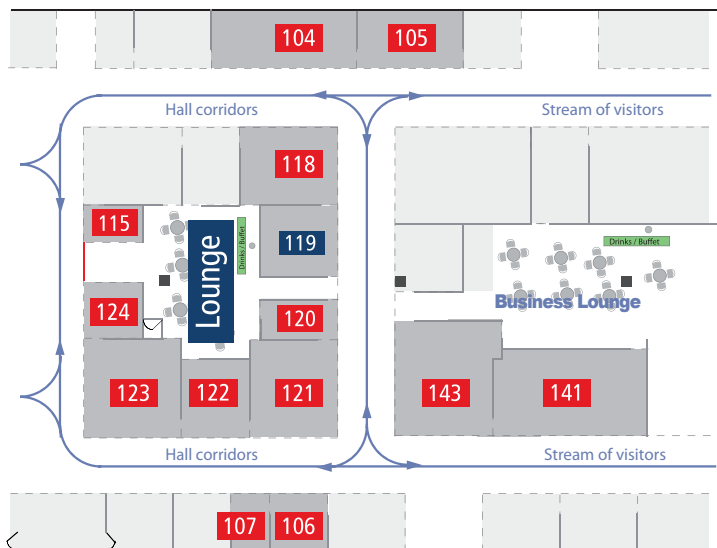 104
105
Hall corridors
Stream of visitors
118
115
119
Lounge
Drinks / Buffet
Drinks / Buffet
Business Lounge
124
120
123
122
121
143
141
Hall corridors
Stream of visitors
107
106